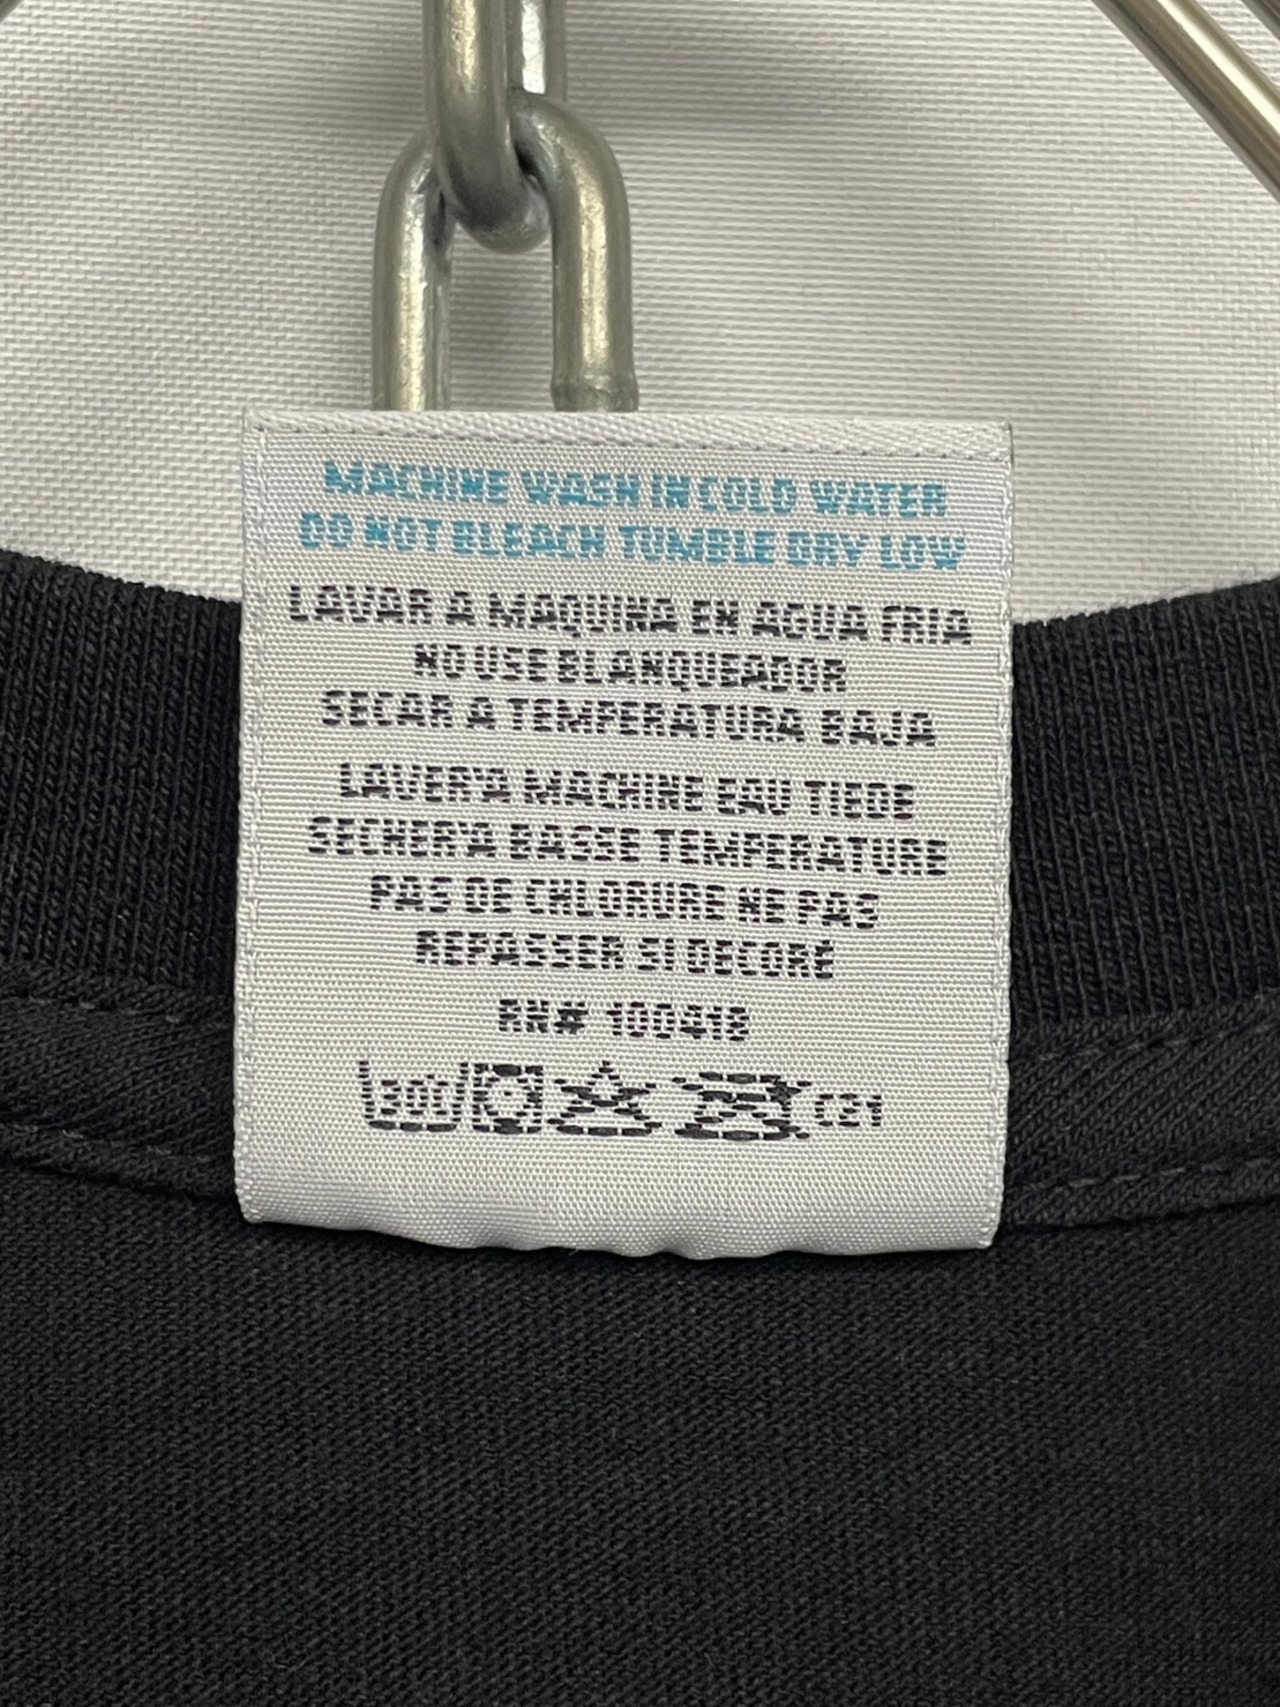 MACHINE WASH IN COLD WATER
DO NOT BLEACH TUMBLE DRY LOW
LAVAR A MAQUINA EN AGUA FRIA
NO USE BLANQUEADOR
SECAR A TEMPERATURA BAJA
LAVER'A MACHINE EAU TIEDE
SECHER'A BASSE TEMPERATURE
PAS DE CHLORURE NE PAS
REPASSER SI DECORÉ
RN# 100418
30C C21